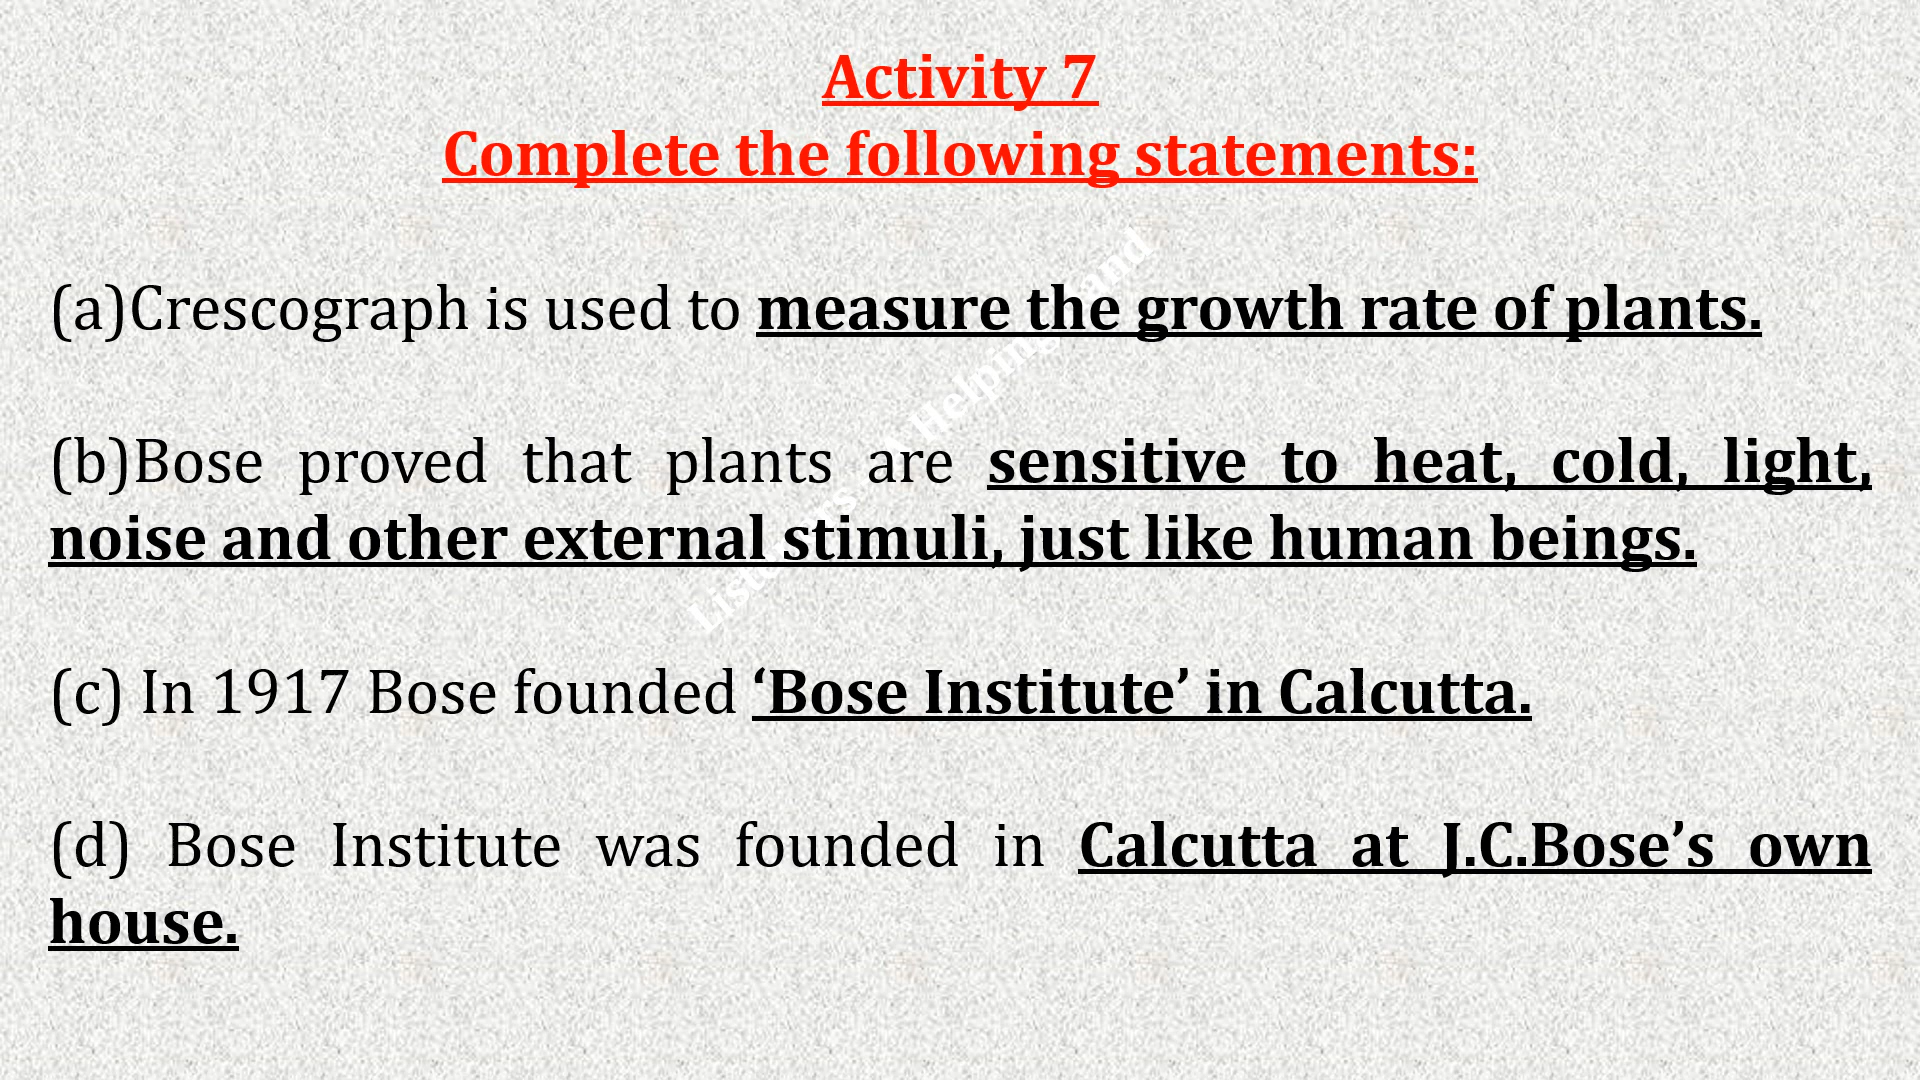 Activity 7
Complete the following statements:
(a)Crescograph is used to measure the growth rate of plants.
(b)Bose proved that plants are sensitive to heat, cold, light,
noise and other external stimuli, just like human beings.
(c) In 1917 Bose founded ‘Bose Institute’ in Calcutta.
(d) Bose Institute was founded in Calcutta at J.C.Bose’s own
house.
Helping